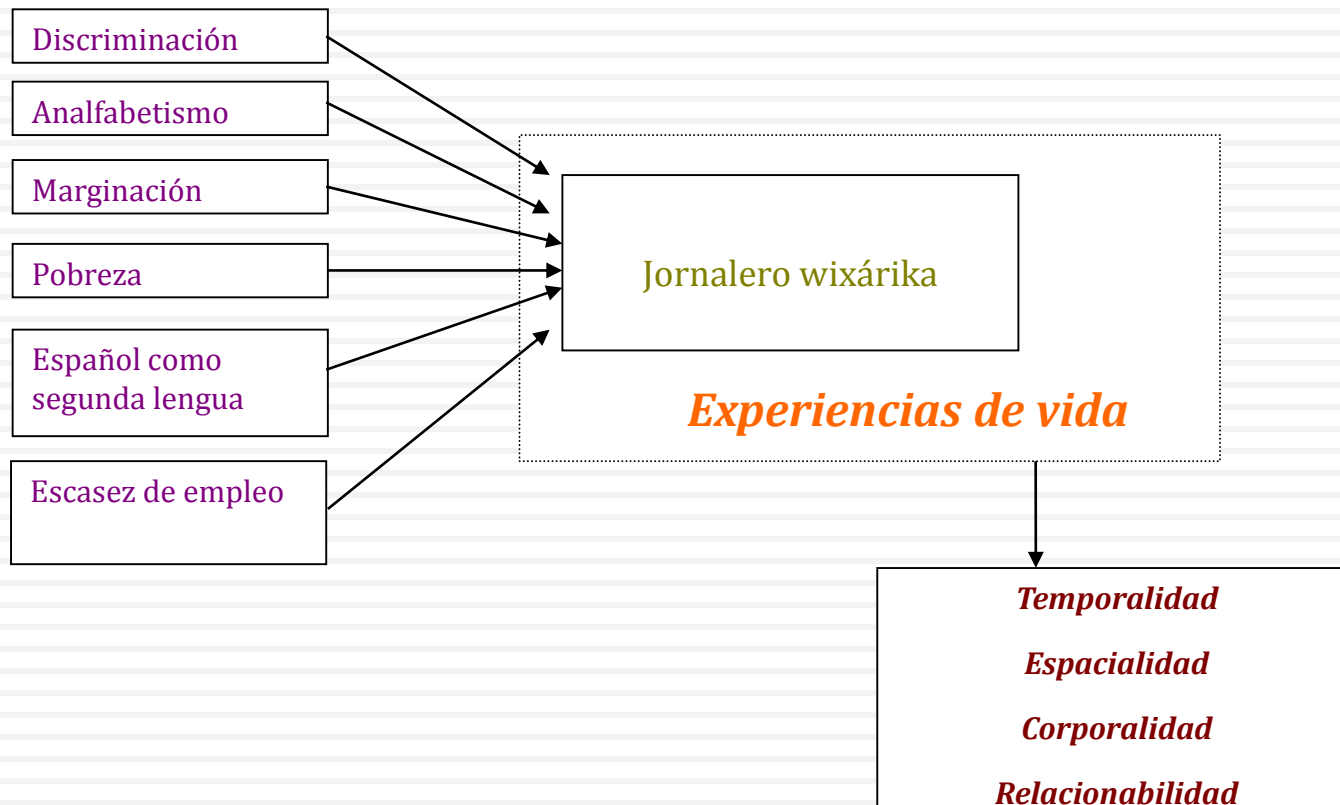 Discriminación
Analfabetismo
Marginación
Pobreza
Español como
segunda lengua
Escasez de empleo
Jornalero wixárika
Experiencias de vida
Temporalidad
Espacialidad
Corporalidad
Relacionabilidad